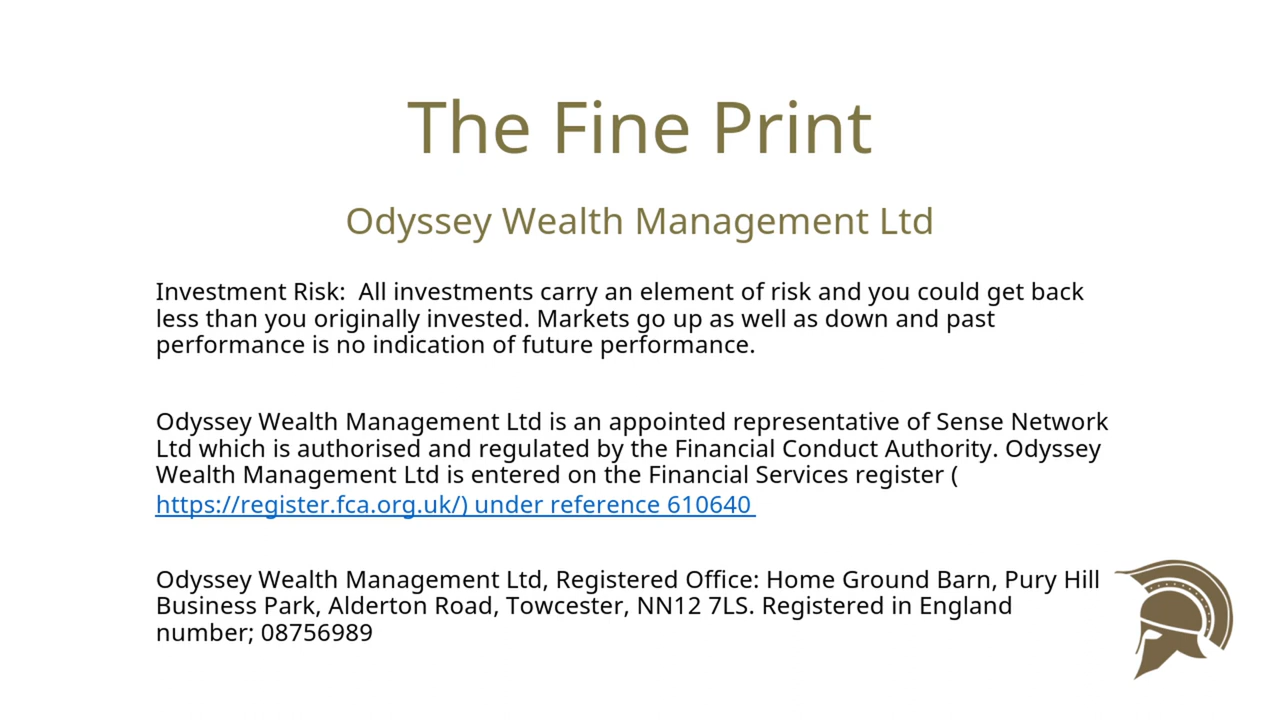 The Fine Print
Odyssey Wealth Management Ltd
Investment Risk:  All investments carry an element of risk and you could get back
less than you originally invested. Markets go up as well as down and past
performance is no indication of future performance.
Odyssey Wealth Management Ltd is an appointed representative of Sense Network
Ltd which is authorised and regulated by the Financial Conduct Authority. Odyssey
Wealth Management Ltd is entered on the Financial Services register (
https://register.fca.org.uk/) under reference 610640
Odyssey Wealth Management Ltd, Registered Office: Home Ground Barn, Pury Hill
Business Park, Alderton Road, Towcester, NN12 7LS. Registered in England
number; 08756989